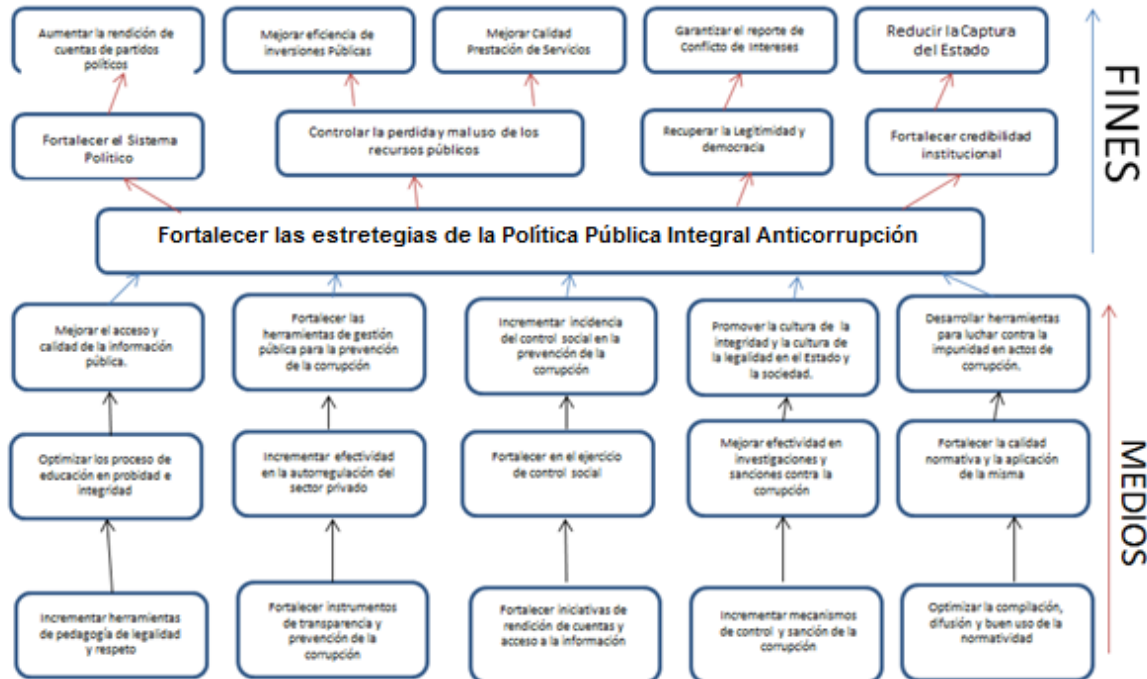 Aumentar la rendición de
cuentas de partidos
políticos
Mejorar eficiencia de
inversiones Públicas
Mejorar Calidad
Prestación de Servicios
Garantizar el reporte de
Conflicto de Intereses
Reducir la Captura
del Estado
FINES
Fortalecer el Sistema
Político
Controlar la perdida y mal uso de los
recursos públicos
Recuperar la Legitimidad y
democracia
Fortalecer credibilidad
institucional
Fortalecer las estretegias de la Política Pública Integral Anticorrupción
Mejorar el acceso y
calidad de la información
pública.
Fortalecer las
herramientas de gestión
pública para la prevención
de la corrupción
Incrementar incidencia
del control social en la
prevención de la
corrupción
Promover la cultura de la
integridad y la cultura de
la legalidad en el Estado y
la sociedad.
Desarrollar herramientas
para luchar contra la
impunidad en actos de
corrupción.
MEDIOS
Optimizar los proceso de
educación en probidad e
integridad
Incrementar efectividad
en la autorregulación del
sector privado
Fortalecer en el ejercicio
de control social
Mejorar efectividad en
investigaciones y
sanciones contra la
corrupción
Fortalecer la calidad
normativa y la aplicación
de la misma
Incrementar herramientas
de pedagogía de legalidad
y respeto
Fortalecer instrumentos
de transparencia y
prevención de la
corrupción
Fortalecer iniciativas de
rendición de cuentas y
acceso a la información
Incrementar mecanismos
de control y sanción de la
corrupción
Optimizar la compilación,
difusión y buen uso de la
normatividad